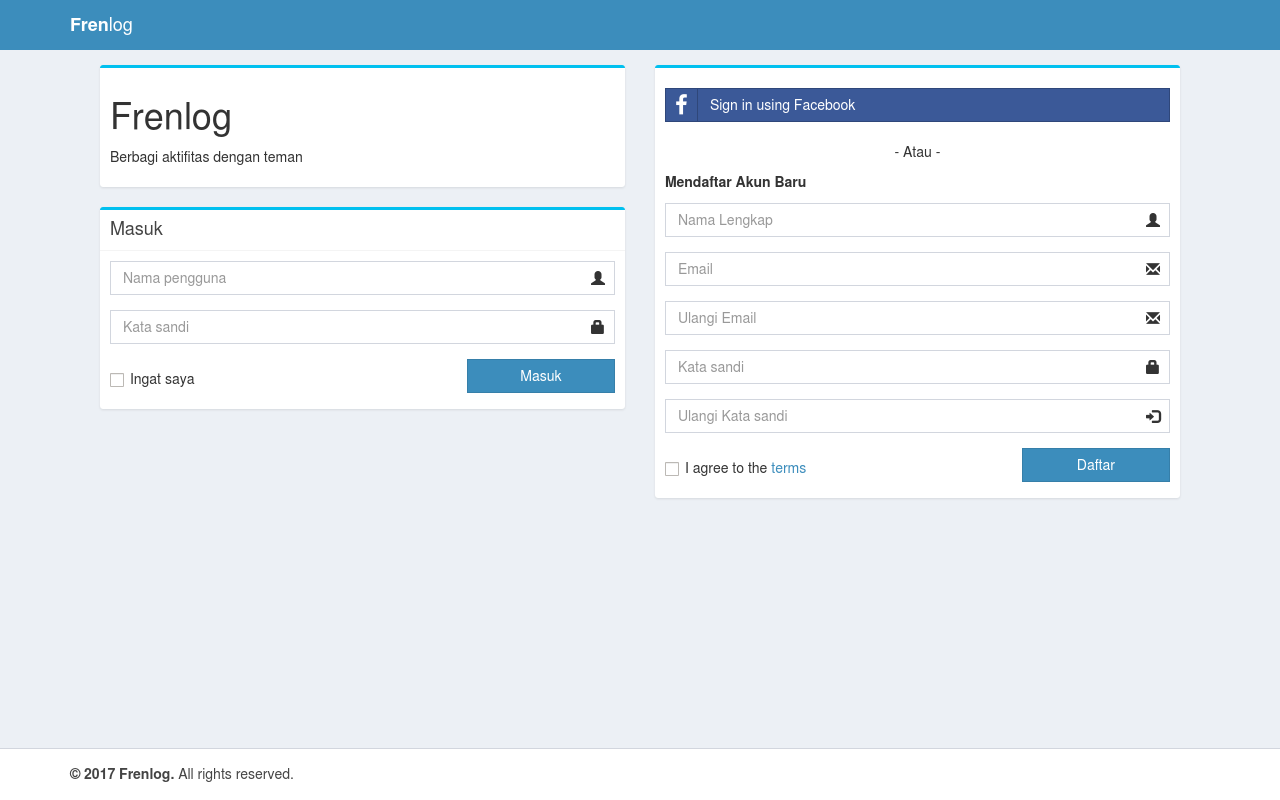 Frenlog
Frenlog
Berbagi aktifitas dengan teman
Masuk
Nama pengguna
Kata sandi
Ingat saya
Masuk
Sign in using Facebook
- Atau -
Mendaftar Akun Baru
Nama Lengkap
Email
Ulangi Email
Kata sandi
Ulangi Kata sandi
I agree to the terms
Daftar
© 2017 Frenlog. All rights reserved.